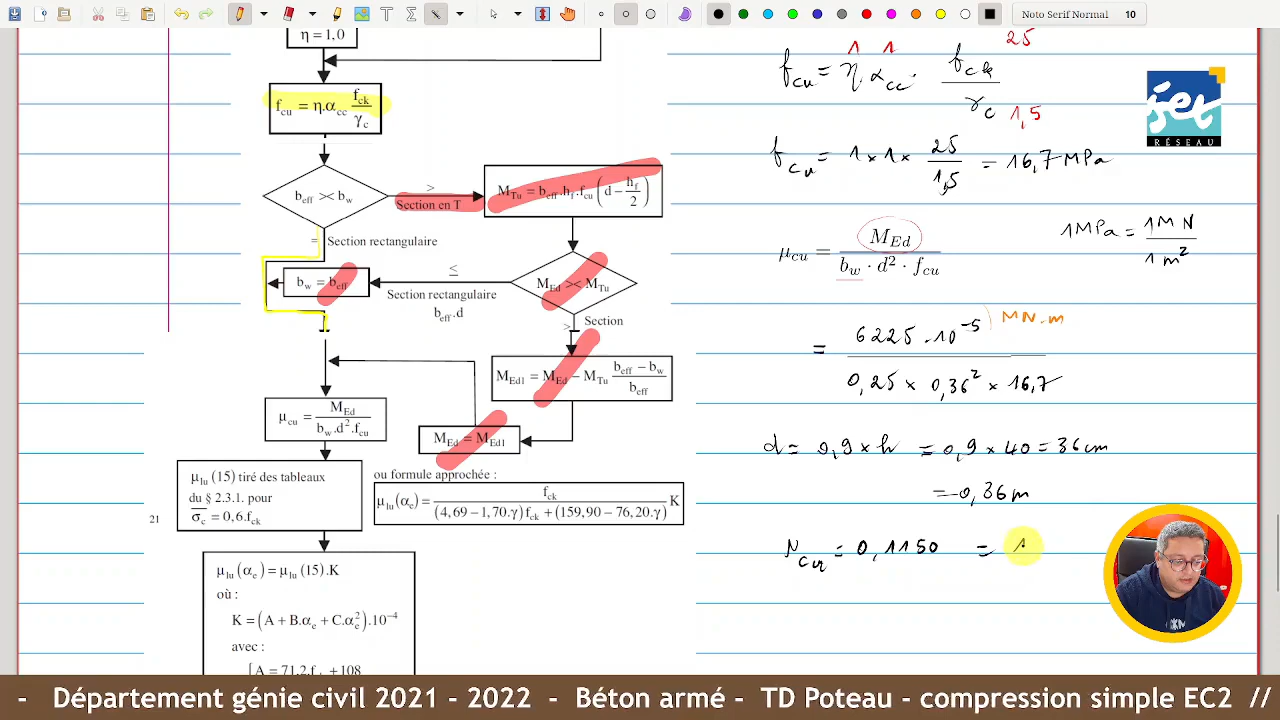 Noto Serif Normal 10
η = 1,0
f_cu = η.α_cc f_ck / γ_c
b_eff >< b_w
>
Section en T
M_Tu = b_eff.h_f.f_cu (d − h_f / 2)
=
Section rectangulaire
b_w = b_eff
≤
Section rectangulaire
b_eff.d
M_Ed >< M_Tu
>
Section
M_Ed1 = M_Ed − M_Tu (b_eff − b_w) / b_eff
M_Ed = M_Ed1
μ_cu = M_Ed / b_w.d².f_cu
μ_lu (15) tiré des tableaux
du § 2.3.1. pour
σ_c = 0,6.f_ck
ou formule approchée :
μ_lu (α_e) = f_ck / ((4,69 − 1,70.γ) f_ck + (159,90 − 76,20.γ)) K
21
μ_lu (α_e) = μ_lu (15).K
où :
K = (A + B.α_e + C.α_e²).10⁻⁴
avec :
25
1 1
f_cu = η α_cc . f_ck / γ_c
1,5
f_cu = 1 × 1 × 25 / 1,5 = 16,7 MPa
μ_cu = M_Ed / b_w · d² · f_cu
1 MPa = 1 MN / 1 m²
= 6225 . 10⁻⁵ / 0,25 × 0,36² × 16,7
MN.m
d = 0,9 × h = 0,9 × 40 = 36 cm
= 0,36 m
μ_cu = 0,1150 =
iset
RÉSEAU
- Département génie civil 2021 - 2022 - Béton armé - TD Poteau - compression simple EC2 //